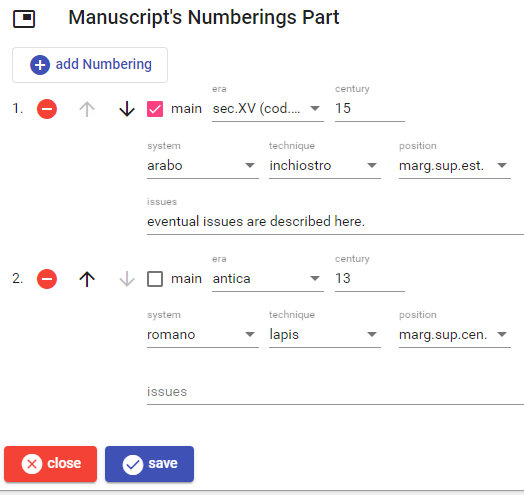 Manuscript's Numberings Part
add Numbering
era century
1. main sec.XV (cod.... 15
system technique position
arabo inchiostro marg.sup.est.
issues
eventual issues are described here.
era century
2. main antica 13
system technique position
romano lapis marg.sup.cen.
issues
close save